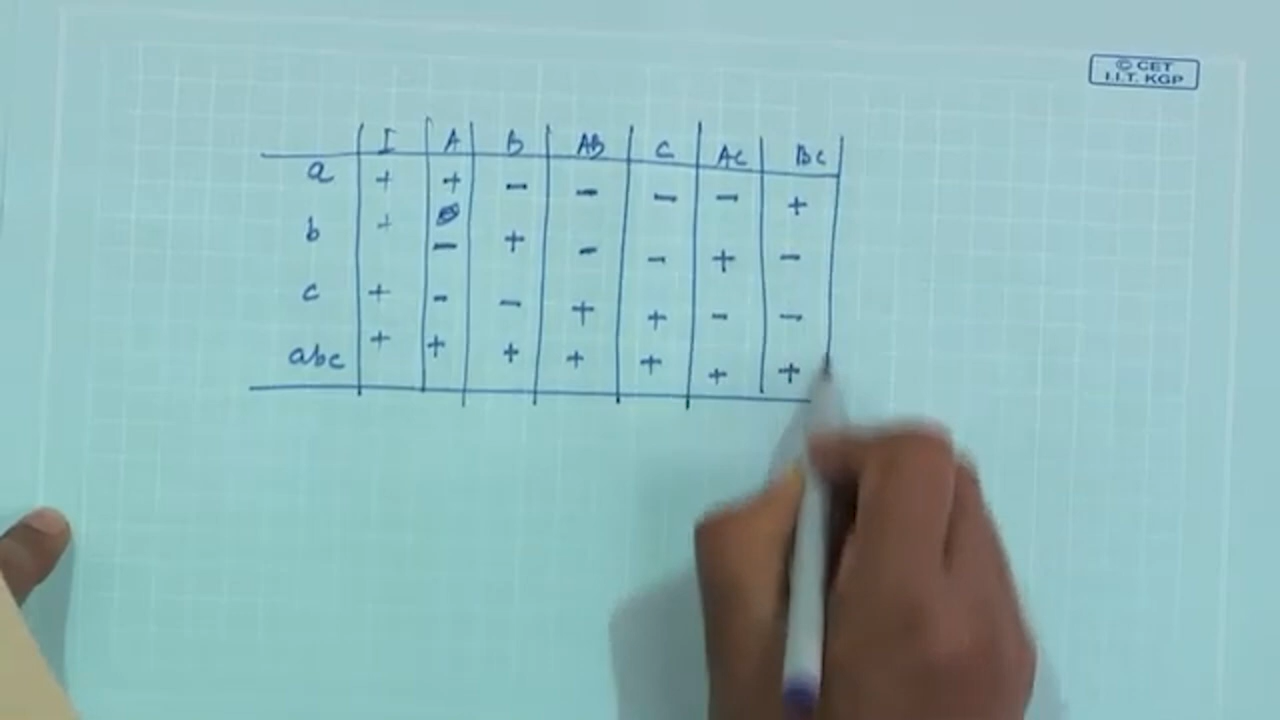 © CET
I.I.T. KGP
I A B AB C AC BC
a + + - - - - +
b + - + - - + -
c + - - + + - -
abc + + + + + + +